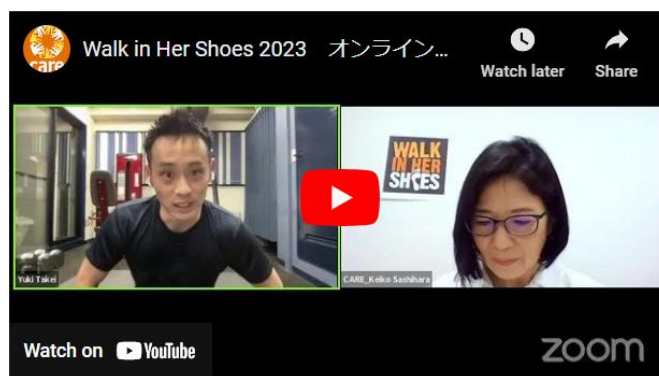 care
Walk in Her Shoes 2023　オンライン...
Watch later
Share
WALK
IN HER
SHOES
Yuki Takei
CARE_Keiko Sashihara
Watch on YouTube
zoom